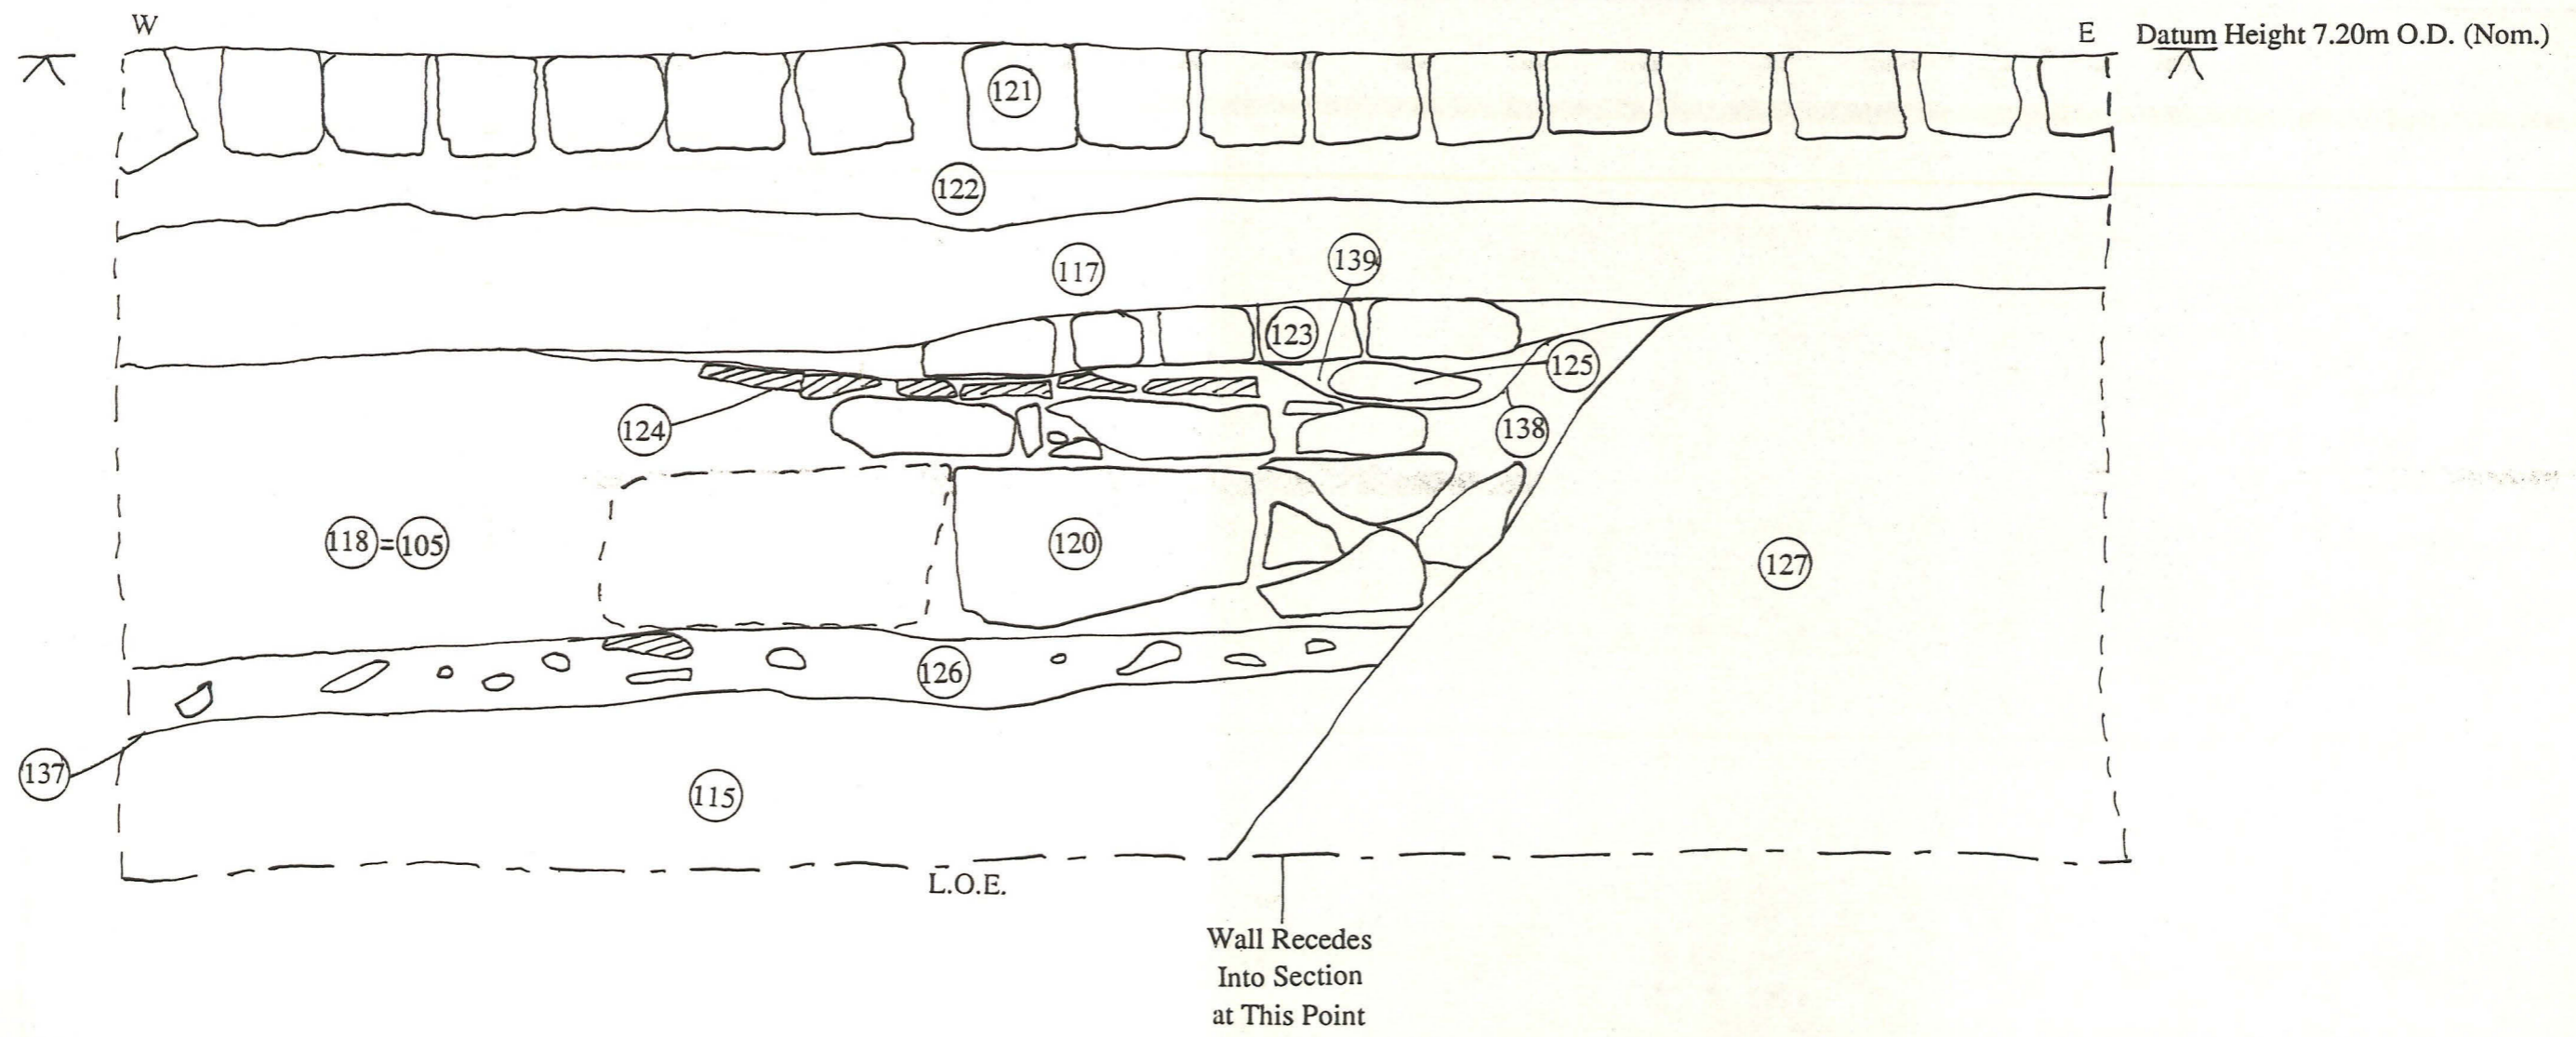 W
E Datum Height 7.20m O.D. (Nom.)
121
122
117
139
123
125
124
138
118=105
120
127
126
137
115
L.O.E.
Wall Recedes
Into Section
at This Point